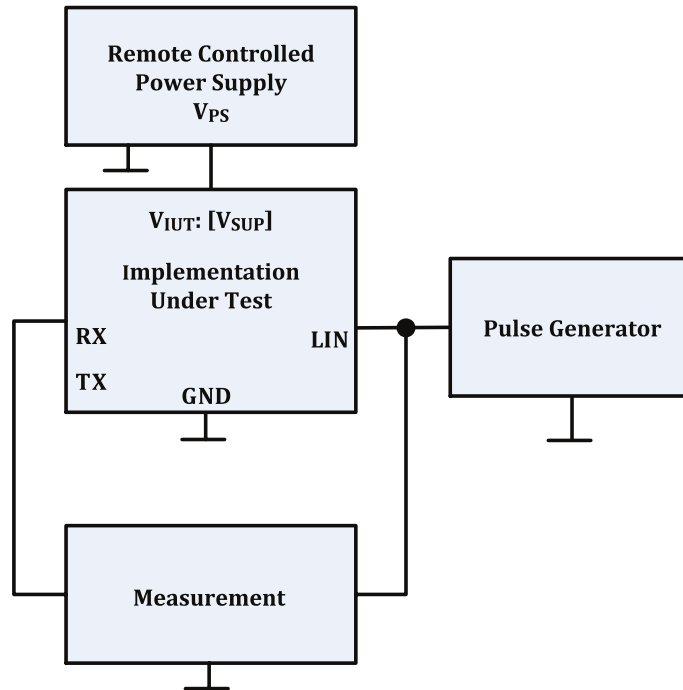 Remote Controlled
Power Supply
VPS
VIUT: [VSUP]
Implementation
Under Test
RX
LIN
TX
GND
Pulse Generator
Measurement